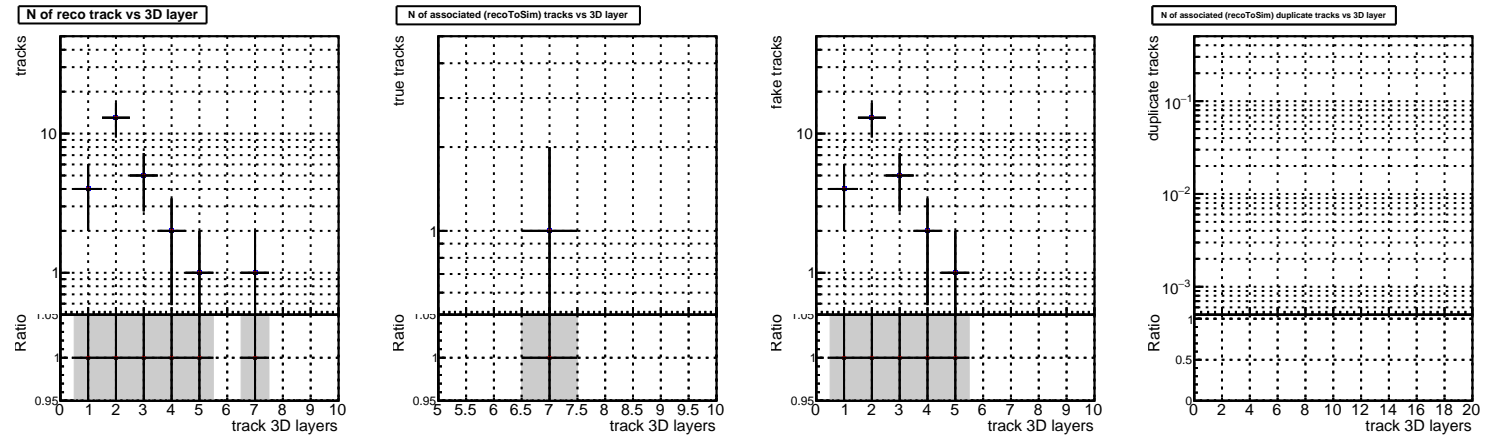 N of reco track vs 3D layer
tracks
10
1
Ratio
1.05
1
0.95
0 1 2 3 4 5 6 7 8 9 10
track 3D layers
N of associated (recoToSim) tracks vs 3D layer
true tracks
1
Ratio
1.05
1
0.95
5 5.5 6 6.5 7 7.5 8 8.5 9 9.5 10
track 3D layers
fake tracks
10
1
Ratio
1.05
1
0.95
0 1 2 3 4 5 6 7 8 9 10
track 3D layers
N of associated (recoToSim) duplicate tracks vs 3D layer
duplicate tracks
10⁻¹
10⁻²
10⁻³
Ratio
1
0.5
0
0 2 4 6 8 10 12 14 16 18 20
track 3D layers